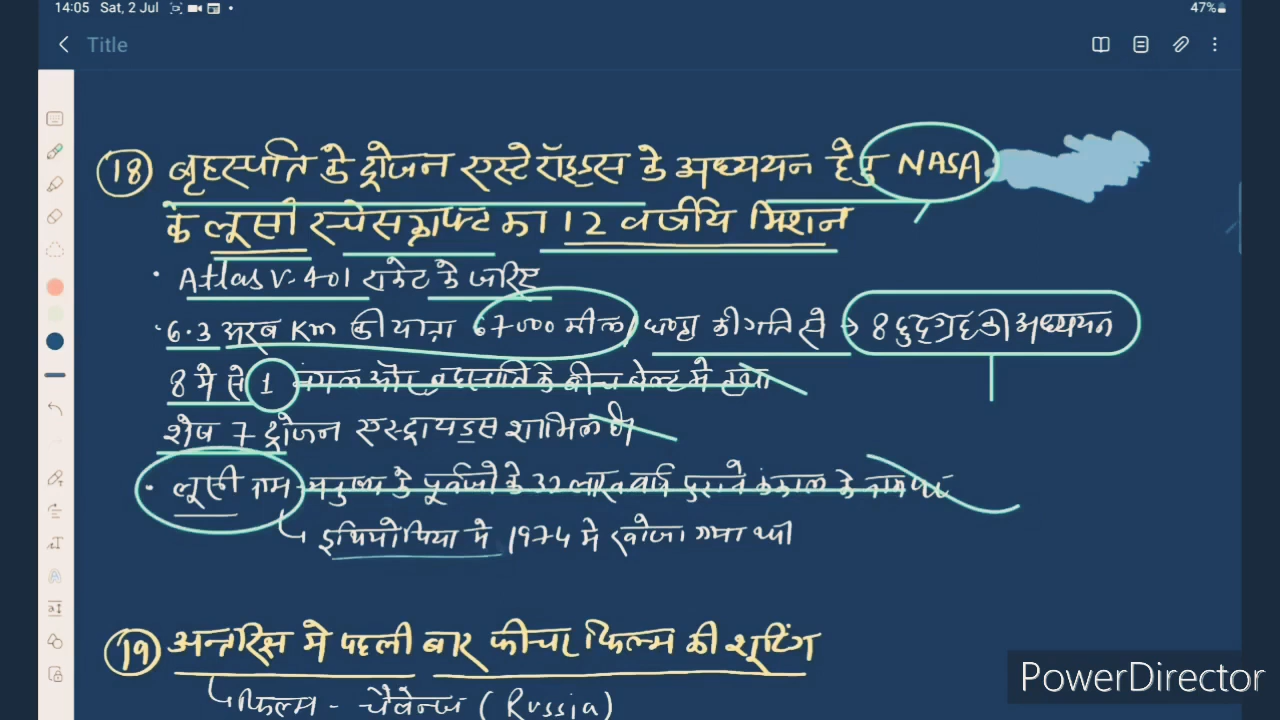 14:05 Sat, 2 Jul
47%
Title
18 बृहस्पति के ट्रोजन एस्टेरॉइड्स के अध्ययन हेतु NASA
के लूसी स्पेसक्राफ्ट का 12 वर्षीय मिशन
• Atlas V-401 राकेट के जरिए
• 6.3 अरब Km की यात्रा 67000 मील/घण्टा की गति से → 8 क्षुद्रग्रह का अध्ययन
8 मे से 1 मंगल और बृहस्पति के बीच बेल्ट मे
शेष 7 ट्रोजन एस्ट्रायड्स शामिल है।
• लूसी नाम - मनुष्य के पूर्वजो के 32 लाख वर्ष पुराने कंकाल के नाम पर
इथियोपिया मे 1974 मे खोजा गया था
19 अन्तरिक्ष मे पहली बार फीचर फिल्म की शूटिंग
फिल्म - चैलेन्ज (Russia)
PowerDirector